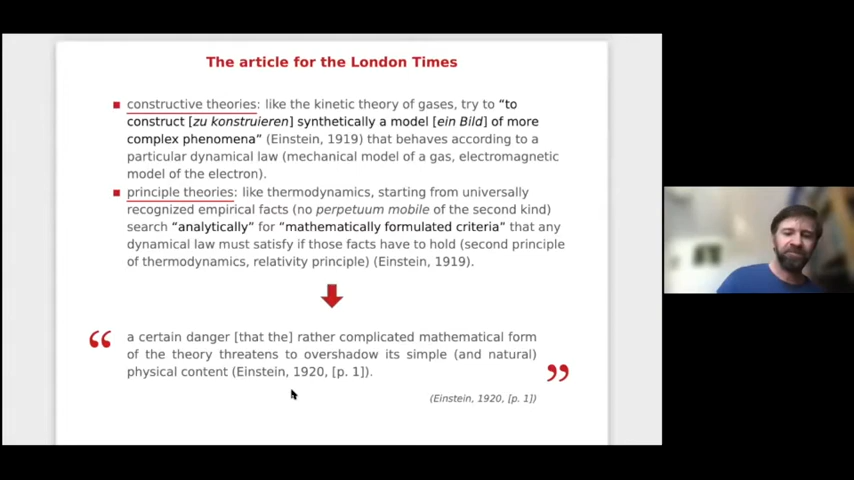 The article for the London Times
constructive theories: like the kinetic theory of gases, try to “to
construct [zu konstruieren] synthetically a model [ein Bild] of more
complex phenomena” (Einstein, 1919) that behaves according to a
particular dynamical law (mechanical model of a gas, electromagnetic
model of the electron).
principle theories: like thermodynamics, starting from universally
recognized empirical facts (no perpetuum mobile of the second kind)
search “analytically” for “mathematically formulated criteria” that any
dynamical law must satisfy if those facts have to hold (second principle
of thermodynamics, relativity principle) (Einstein, 1919).
“ a certain danger [that the] rather complicated mathematical form
of the theory threatens to overshadow its simple (and natural)
physical content (Einstein, 1920, [p. 1]). ”
(Einstein, 1920, [p. 1])